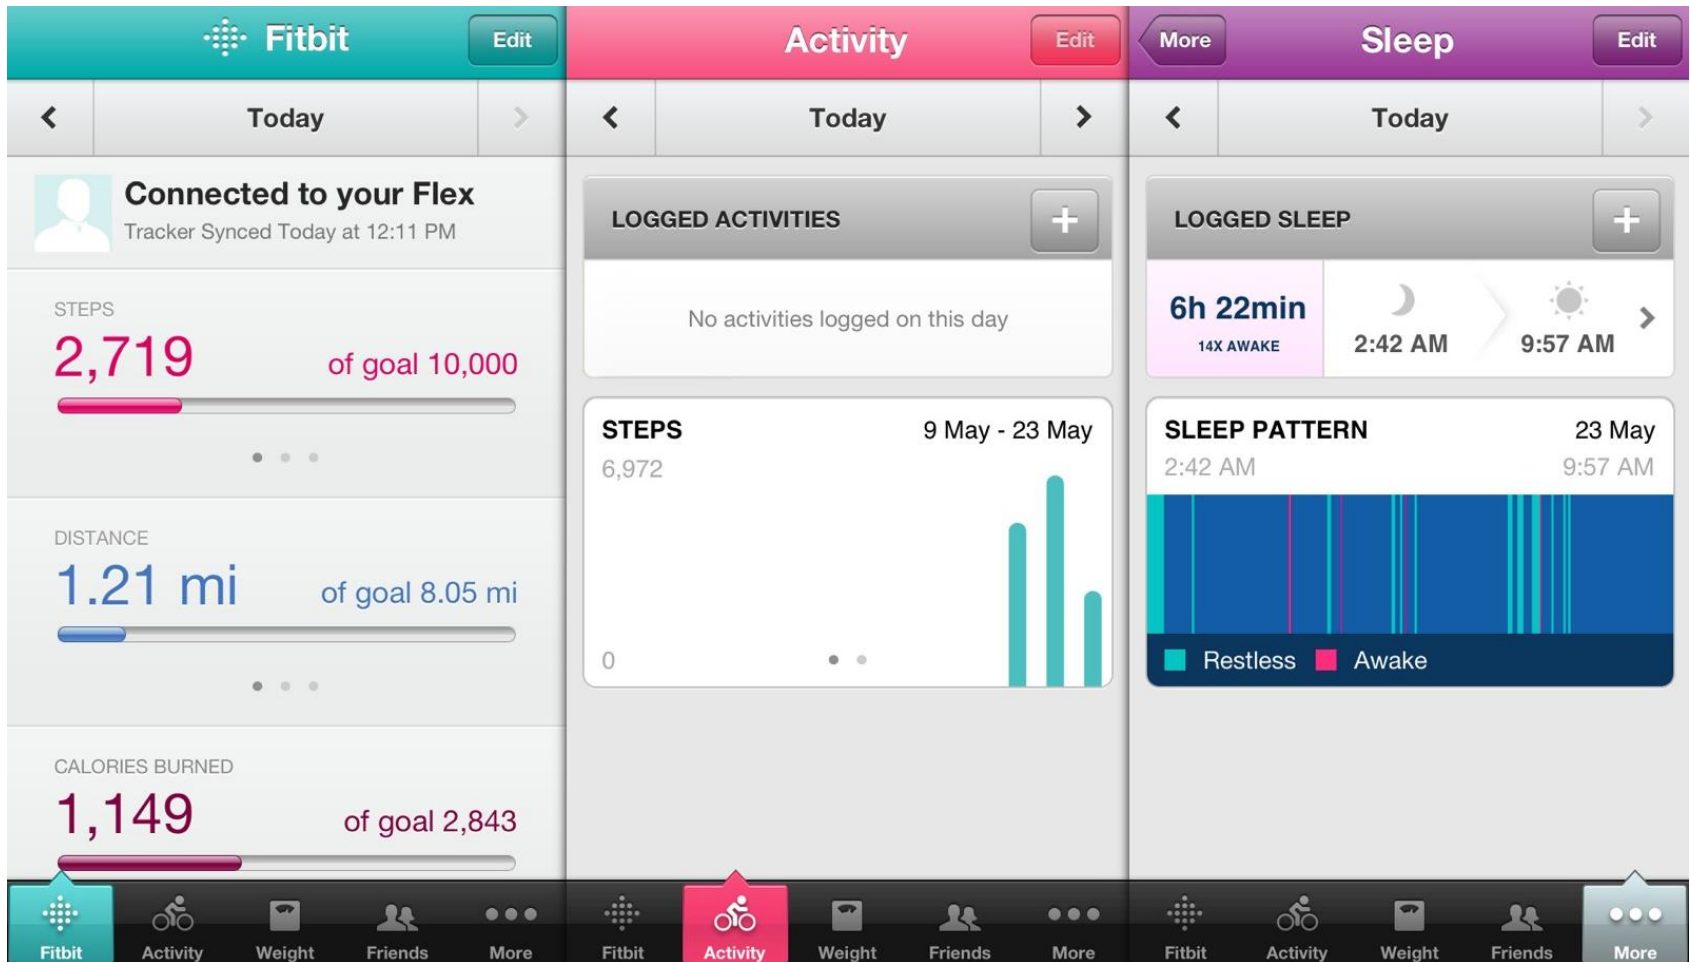 Fitbit
Edit
Today
Connected to your Flex
Tracker Synced Today at 12:11 PM
STEPS
2,719 of goal 10,000
DISTANCE
1.21 mi of goal 8.05 mi
CALORIES BURNED
1,149 of goal 2,843
Fitbit Activity Weight Friends More
Activity
Edit
Today
LOGGED ACTIVITIES
No activities logged on this day
STEPS 9 May - 23 May
6,972
0
Fitbit Activity Weight Friends More
More
Sleep
Edit
Today
LOGGED SLEEP
6h 22min
14X AWAKE
2:42 AM 9:57 AM
SLEEP PATTERN 23 May
2:42 AM 9:57 AM
Restless Awake
Fitbit Activity Weight Friends More